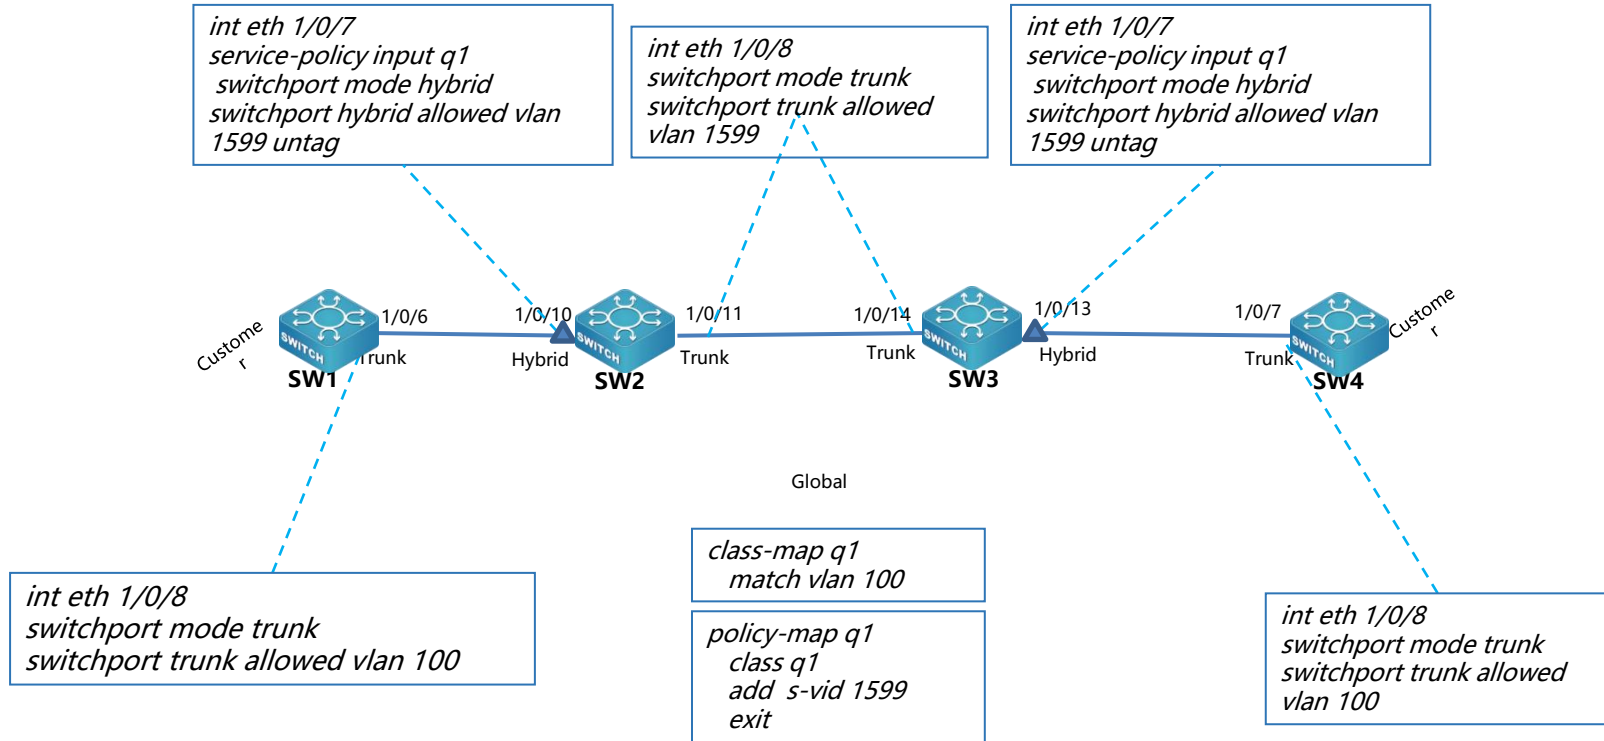 int eth 1/0/7
service-policy input q1
switchport mode hybrid
switchport hybrid allowed vlan
1599 untag
int eth 1/0/8
switchport mode trunk
switchport trunk allowed
vlan 1599
int eth 1/0/7
service-policy input q1
switchport mode hybrid
switchport hybrid allowed vlan
1599 untag
Custome
r
SWITCH
SW1
1/0/6
Trunk
1/0/10
Hybrid
SWITCH
SW2
1/0/11
Trunk
1/0/14
Trunk
SWITCH
SW3
1/0/13
Hybrid
1/0/7
Trunk
SWITCH
SW4
Custome
r
Global
class-map q1
match vlan 100
policy-map q1
class q1
add s-vid 1599
exit
int eth 1/0/8
switchport mode trunk
switchport trunk allowed vlan 100
int eth 1/0/8
switchport mode trunk
switchport trunk allowed
vlan 100